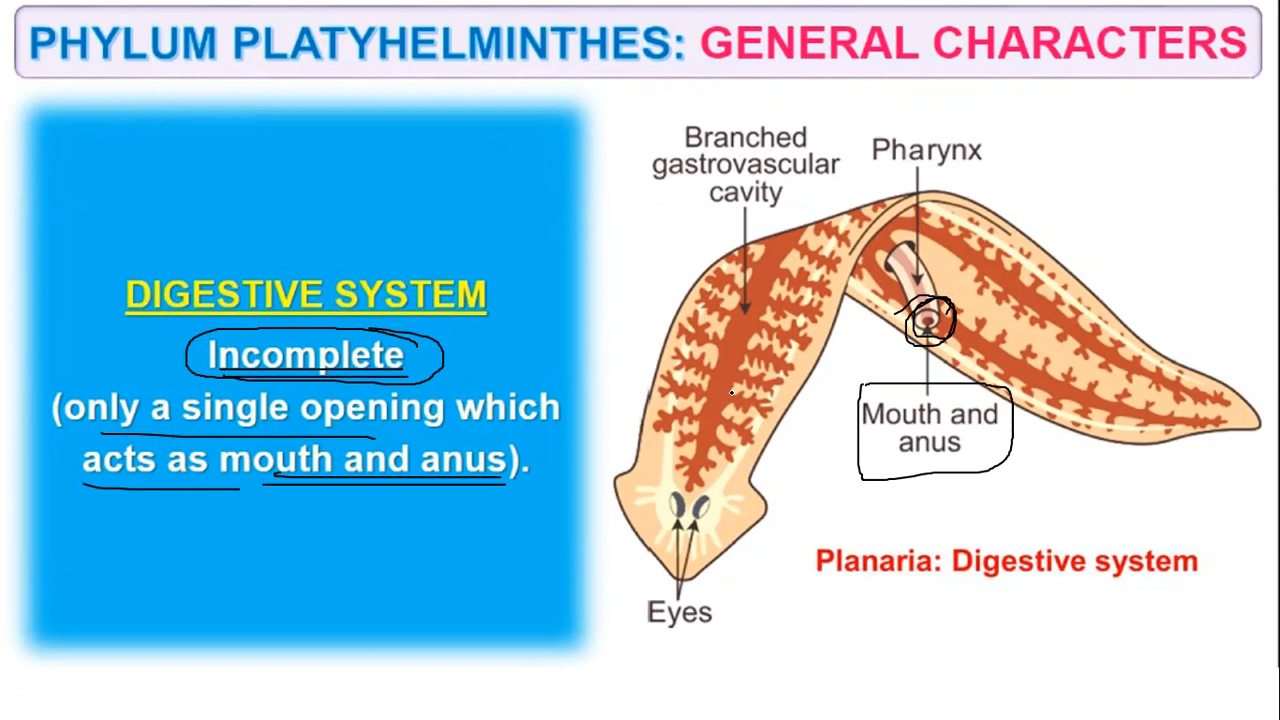 PHYLUM PLATYHELMINTHES: GENERAL CHARACTERS
DIGESTIVE SYSTEM
Incomplete
(only a single opening which
acts as mouth and anus).
Branched
gastrovascular
cavity
Pharynx
Mouth and
anus
Planaria: Digestive system
Eyes